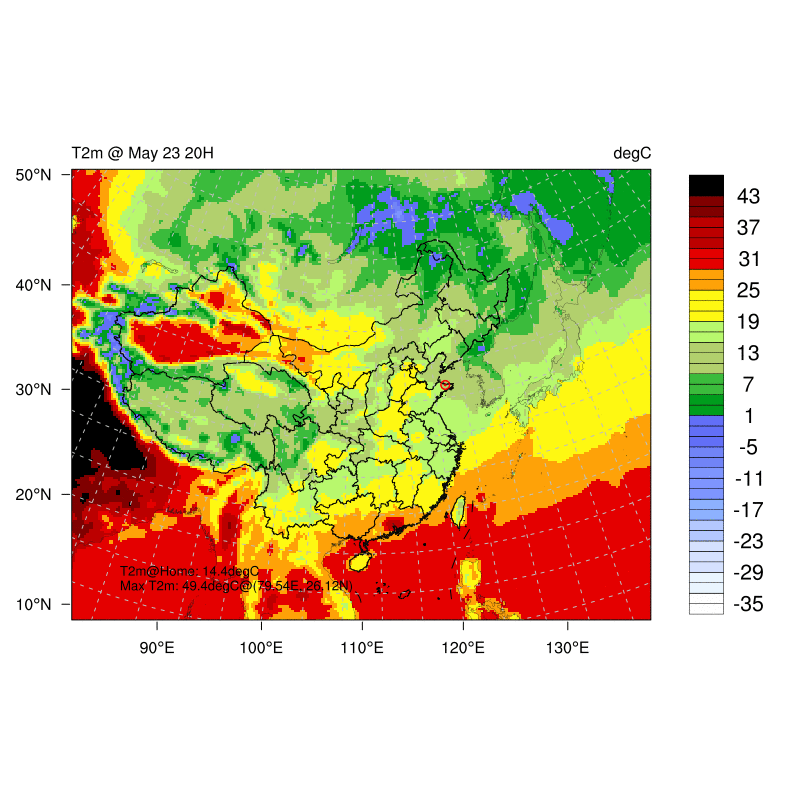 T2m @ May 23 20H
degC
50°N
40°N
30°N
20°N
10°N
90°E
100°E
110°E
120°E
130°E
43
37
31
25
19
13
7
1
-5
-11
-17
-23
-29
-35
T2m@Home: 14.4degC
Max T2m: 49.4degC@(79.54E, 26.12N)